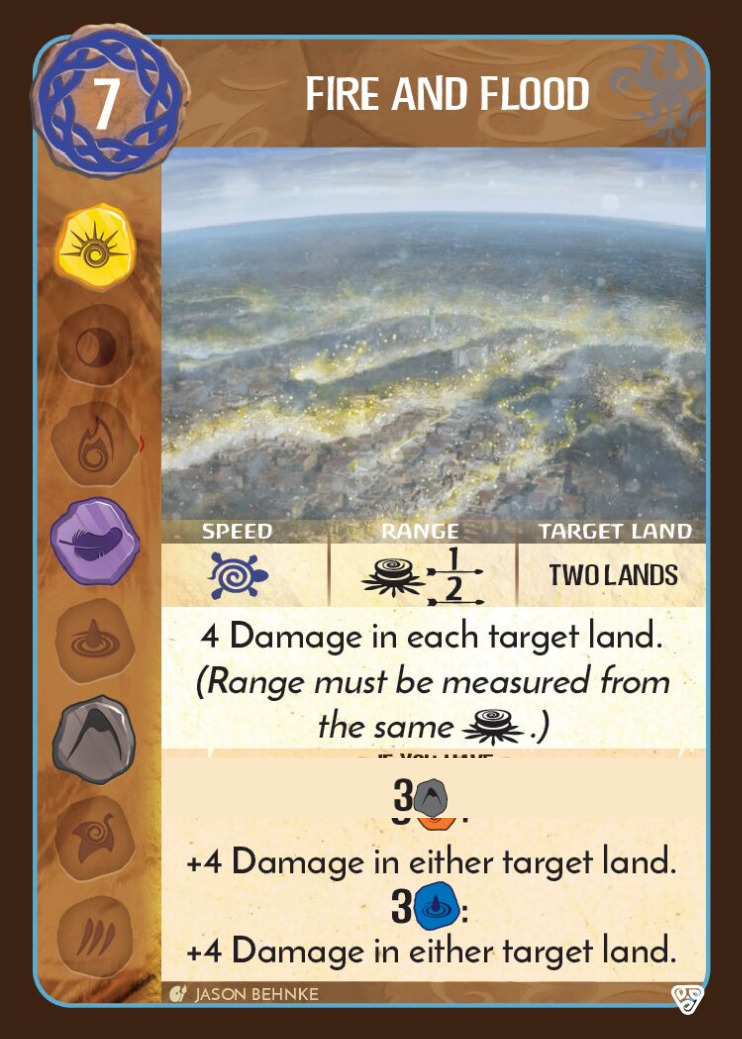 7
FIRE AND FLOOD
SPEED RANGE TARGET LAND
1
2
TWO LANDS
4 Damage in each target land.
(Range must be measured from
the same .)
IF YOU HAVE
3
:
+4 Damage in either target land.
3 :
+4 Damage in either target land.
JASON BEHNKE